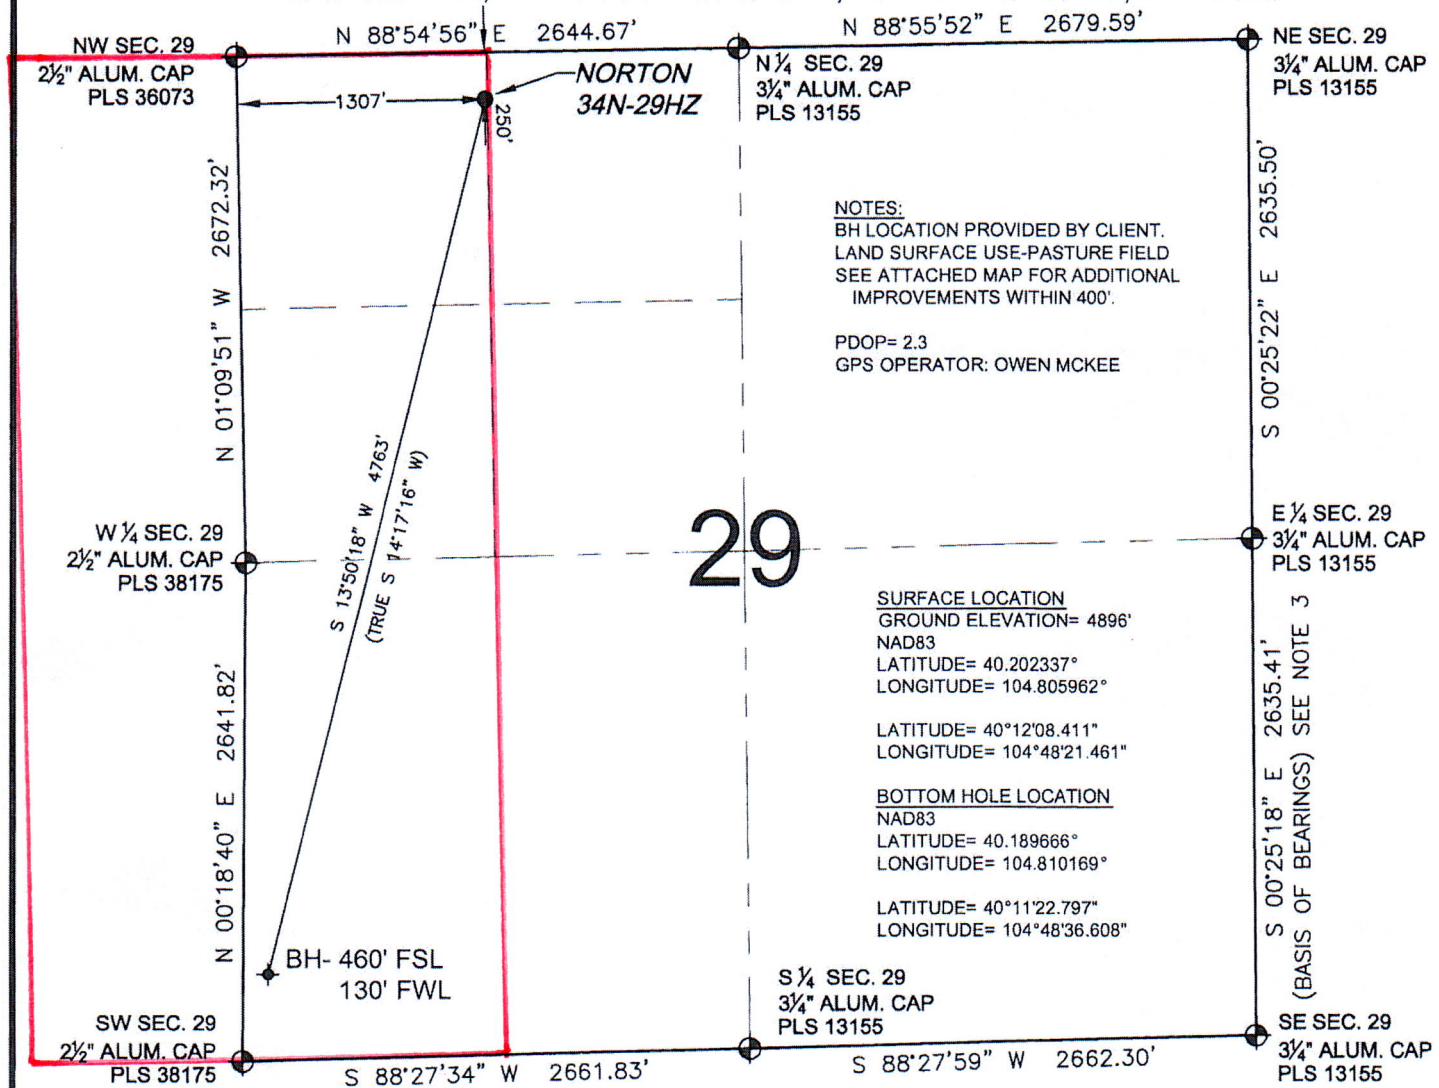 N 88°54'56" E 2644.67'
N 88°55'52" E 2679.59'
NW SEC. 29
2½" ALUM. CAP
PLS 36073
NORTON
34N-29HZ
N ¼ SEC. 29
3¼" ALUM. CAP
PLS 13155
NE SEC. 29
3¼" ALUM. CAP
PLS 13155
1307'
250'
N 01°09'51" W 2672.32'
S 00°25'22" E 2635.50'
NOTES:
BH LOCATION PROVIDED BY CLIENT.
LAND SURFACE USE-PASTURE FIELD
SEE ATTACHED MAP FOR ADDITIONAL
IMPROVEMENTS WITHIN 400'.
PDOP= 2.3
GPS OPERATOR: OWEN MCKEE
S 13°50'18" W 4763'
(TRUE S 14°17'16" W)
W ¼ SEC. 29
2½" ALUM. CAP
PLS 38175
29
E ¼ SEC. 29
3¼" ALUM. CAP
PLS 13155
SURFACE LOCATION
GROUND ELEVATION= 4896'
NAD83
LATITUDE= 40.202337°
LONGITUDE= 104.805962°
LATITUDE= 40°12'08.411"
LONGITUDE= 104°48'21.461"
BOTTOM HOLE LOCATION
NAD83
LATITUDE= 40.189666°
LONGITUDE= 104.810169°
LATITUDE= 40°11'22.797"
LONGITUDE= 104°48'36.608"
N 00°18'40" E 2641.82'
S 00°25'18" E 2635.41'
(BASIS OF BEARINGS) SEE NOTE 3
BH- 460' FSL
130' FWL
SW SEC. 29
2½" ALUM. CAP
PLS 38175
S ¼ SEC. 29
3¼" ALUM. CAP
PLS 13155
SE SEC. 29
3¼" ALUM. CAP
PLS 13155
S 88°27'34" W 2661.83'
S 88°27'59" W 2662.30'